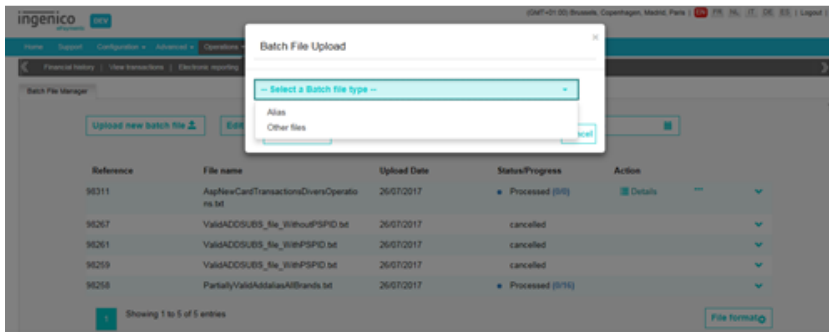 ingenico
ePayments
DEV
(GMT+01:00) Brussels, Copenhagen, Madrid, Paris | EN FR NL IT DE ES | Logout
Home Support Configuration Advanced Operations
Financial history | View transactions | Electronic reporting
Batch File Manager
Batch File Upload
×
-- Select a Batch file type --
Alias
Other files
Upload new batch file
Edit
Reference File name Upload Date Status/Progress Action
98311 AspNewCardTransactionsDiversOperatio 26/07/2017 Processed (0/0) Details ...
ns.txt
98267 ValidADDSUBS_file_WithoutPSPID.txt 26/07/2017 cancelled
98261 ValidADDSUBS_file_WithPSPID.txt 26/07/2017 cancelled
98259 ValidADDSUBS_file_WithPSPID.txt 26/07/2017 cancelled
98258 PartiallyValidAddaliasAllBrands.txt 26/07/2017 Processed (0/16)
1 Showing 1 to 5 of 5 entries
File format